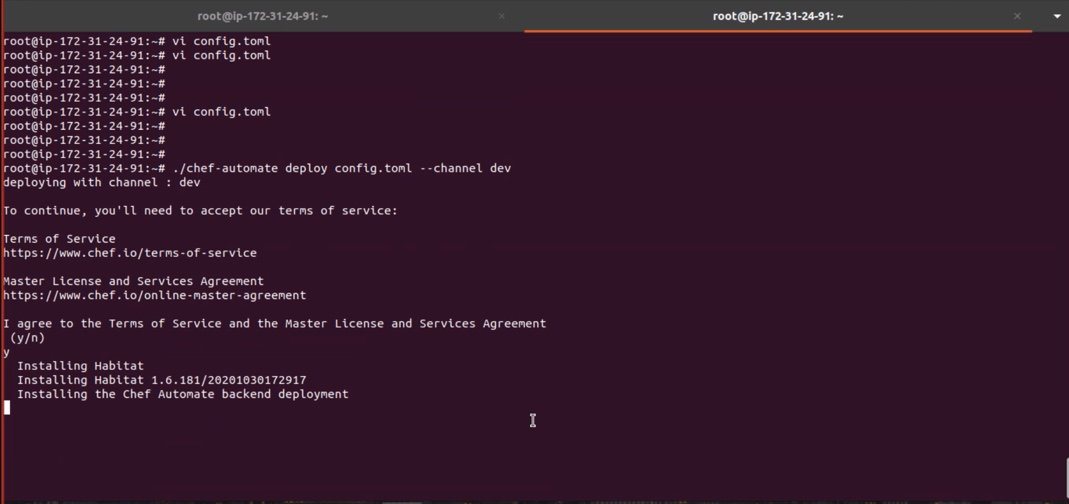 root@ip-172-31-24-91: ~ × root@ip-172-31-24-91: ~ ×
root@ip-172-31-24-91:~# vi config.toml
root@ip-172-31-24-91:~# vi config.toml
root@ip-172-31-24-91:~#
root@ip-172-31-24-91:~#
root@ip-172-31-24-91:~#
root@ip-172-31-24-91:~# vi config.toml
root@ip-172-31-24-91:~#
root@ip-172-31-24-91:~#
root@ip-172-31-24-91:~#
root@ip-172-31-24-91:~# ./chef-automate deploy config.toml --channel dev
deploying with channel : dev
To continue, you'll need to accept our terms of service:
Terms of Service
https://www.chef.io/terms-of-service
Master License and Services Agreement
https://www.chef.io/online-master-agreement
I agree to the Terms of Service and the Master License and Services Agreement
(y/n)
y
Installing Habitat
Installing Habitat 1.6.181/20201030172917
Installing the Chef Automate backend deployment